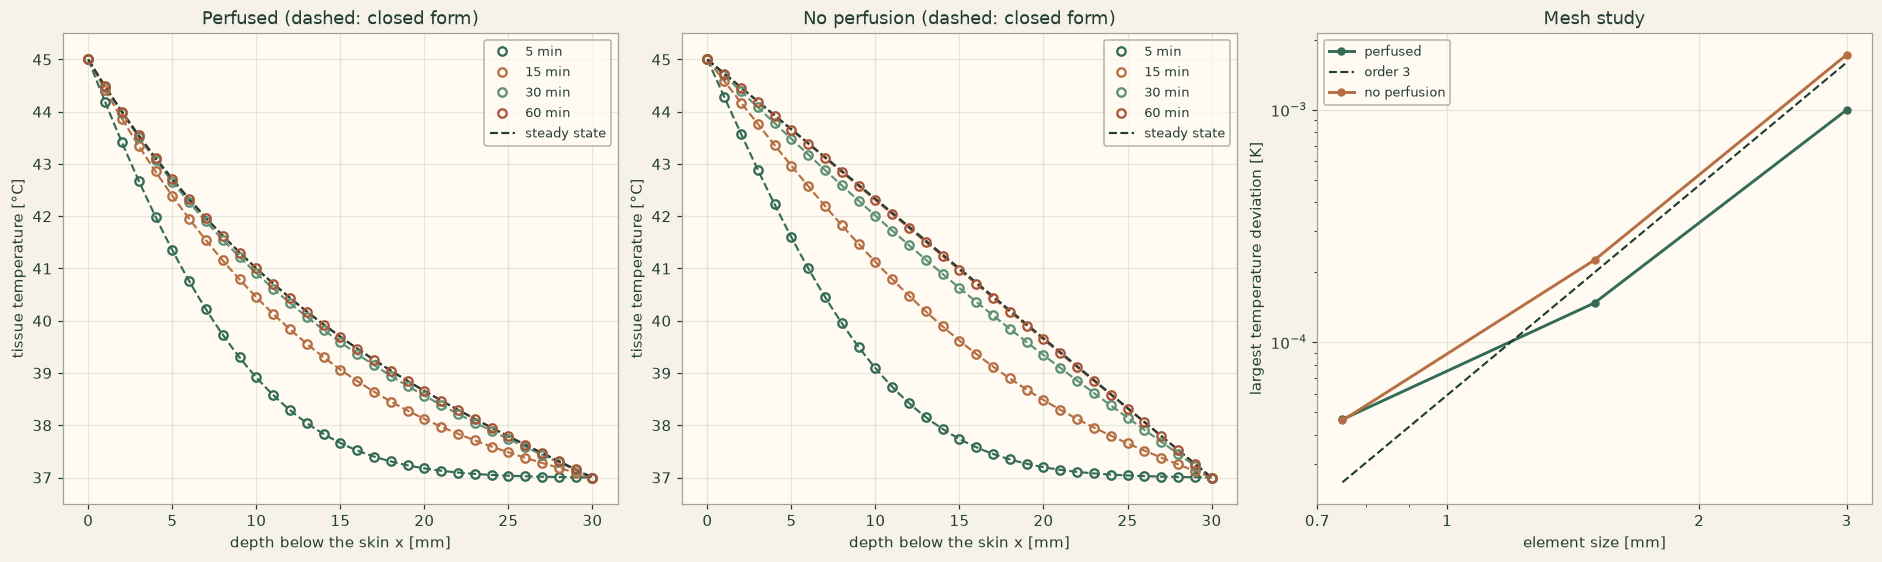 Perfused (dashed: closed form)
5 min
15 min
30 min
60 min
steady state
tissue temperature [°C]
45
44
43
42
41
40
39
38
37
0
5
10
15
20
25
30
depth below the skin x [mm]
No perfusion (dashed: closed form)
5 min
15 min
30 min
60 min
steady state
tissue temperature [°C]
45
44
43
42
41
40
39
38
37
0
5
10
15
20
25
30
depth below the skin x [mm]
Mesh study
perfused
order 3
no perfusion
largest temperature deviation [K]
10⁻³
10⁻⁴
0.7
1
2
3
element size [mm]